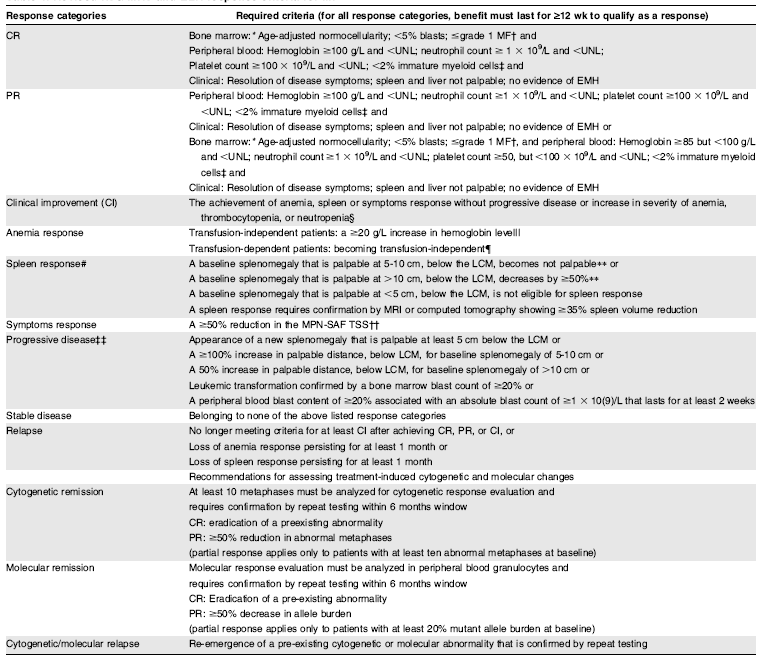 Response categories Required criteria (for all response categories, benefit must last for ≥12 wk to qualify as a response)
CR Bone marrow:* Age-adjusted normocellularity; <5% blasts; ≤grade 1 MF† and
Peripheral blood: Hemoglobin ≥100 g/L and <UNL; neutrophil count ≥ 1 × 10⁹/L and <UNL;
Platelet count ≥100 × 10⁹/L and <UNL; <2% immature myeloid cells‡ and
Clinical: Resolution of disease symptoms; spleen and liver not palpable; no evidence of EMH
PR Peripheral blood: Hemoglobin ≥100 g/L and <UNL; neutrophil count ≥1 × 10⁹/L and <UNL; platelet count ≥100 × 10⁹/L and
<UNL; <2% immature myeloid cells‡ and
Clinical: Resolution of disease symptoms; spleen and liver not palpable; no evidence of EMH or
Bone marrow:* Age-adjusted normocellularity; <5% blasts; ≤grade 1 MF†, and peripheral blood: Hemoglobin ≥85 but <100 g/L
and <UNL; neutrophil count ≥1 × 10⁹/L and <UNL; platelet count ≥50, but <100 × 10⁹/L and <UNL; <2% immature myeloid
cells‡ and
Clinical: Resolution of disease symptoms; spleen and liver not palpable; no evidence of EMH
Clinical improvement (CI) The achievement of anemia, spleen or symptoms response without progressive disease or increase in severity of anemia,
thrombocytopenia, or neutropenia§
Anemia response Transfusion-independent patients: a ≥20 g/L increase in hemoglobin level‖
Transfusion-dependent patients: becoming transfusion-independent¶
Spleen response# A baseline splenomegaly that is palpable at 5-10 cm, below the LCM, becomes not palpable** or
A baseline splenomegaly that is palpable at >10 cm, below the LCM, decreases by ≥50%**
A baseline splenomegaly that is palpable at <5 cm, below the LCM, is not eligible for spleen response
A spleen response requires confirmation by MRI or computed tomography showing ≥35% spleen volume reduction
Symptoms response A ≥50% reduction in the MPN-SAF TSS††
Progressive disease‡‡ Appearance of a new splenomegaly that is palpable at least 5 cm below the LCM or
A ≥100% increase in palpable distance, below LCM, for baseline splenomegaly of 5-10 cm or
A 50% increase in palpable distance, below LCM, for baseline splenomegaly of >10 cm or
Leukemic transformation confirmed by a bone marrow blast count of ≥20% or
A peripheral blood blast content of ≥20% associated with an absolute blast count of ≥1 × 10(9)/L that lasts for at least 2 weeks
Stable disease Belonging to none of the above listed response categories
Relapse No longer meeting criteria for at least CI after achieving CR, PR, or CI, or
Loss of anemia response persisting for at least 1 month or
Loss of spleen response persisting for at least 1 month
Recommendations for assessing treatment-induced cytogenetic and molecular changes
Cytogenetic remission At least 10 metaphases must be analyzed for cytogenetic response evaluation and
requires confirmation by repeat testing within 6 months window
CR: eradication of a preexisting abnormality
PR: ≥50% reduction in abnormal metaphases
(partial response applies only to patients with at least ten abnormal metaphases at baseline)
Molecular remission Molecular response evaluation must be analyzed in peripheral blood granulocytes and
requires confirmation by repeat testing within 6 months window
CR: Eradication of a pre-existing abnormality
PR: ≥50% decrease in allele burden
(partial response applies only to patients with at least 20% mutant allele burden at baseline)
Cytogenetic/molecular relapse Re-emergence of a pre-existing cytogenetic or molecular abnormality that is confirmed by repeat testing